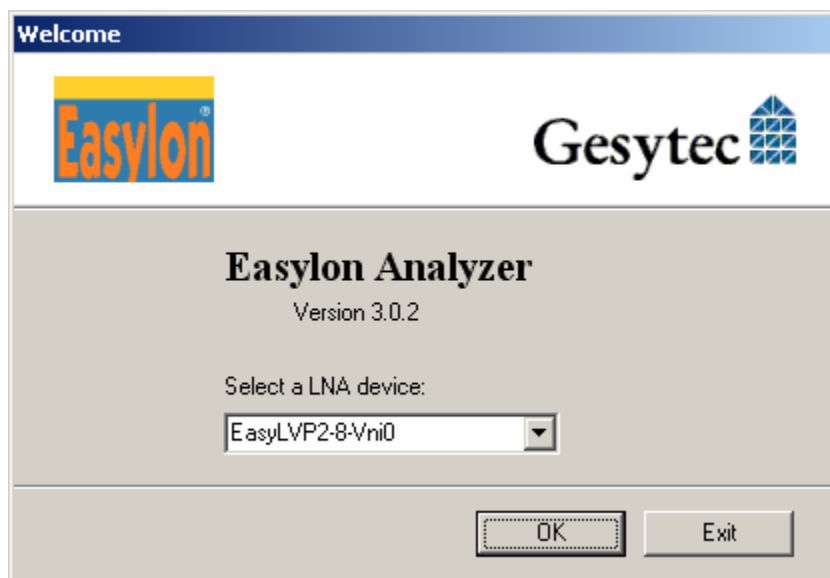 Welcome
Easylon®
Gesytec
Easylon Analyzer
Version 3.0.2
Select a LNA device:
EasyLVP2-8-Vni0
OK
Exit